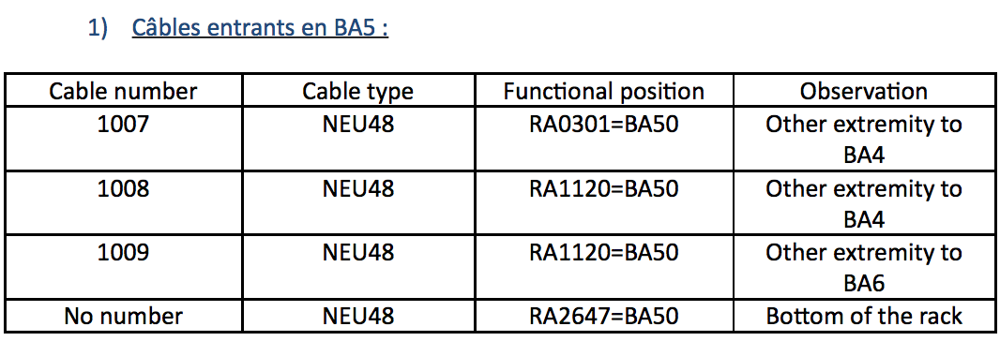 1) Câbles entrants en BA5 :
Cable number Cable type Functional position Observation
1007 NEU48 RA0301=BA50 Other extremity to
BA4
1008 NEU48 RA1120=BA50 Other extremity to
BA4
1009 NEU48 RA1120=BA50 Other extremity to
BA6
No number NEU48 RA2647=BA50 Bottom of the rack